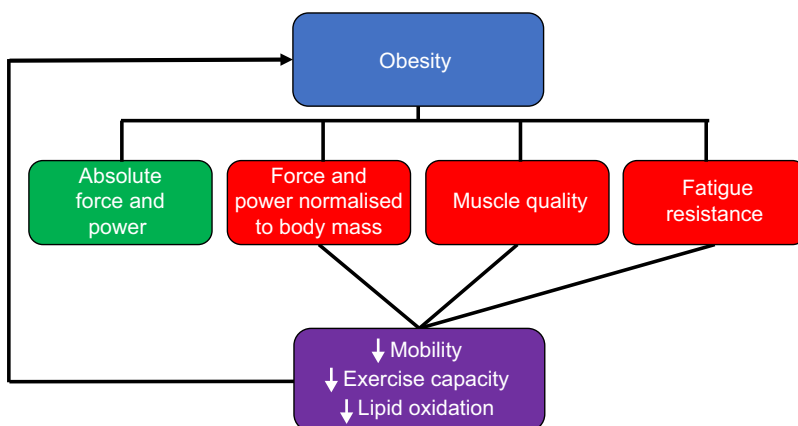 Obesity
Absolute
force and
power
Force and
power normalised
to body mass
Muscle quality
Fatigue
resistance
↓ Mobility
↓ Exercise capacity
↓ Lipid oxidation